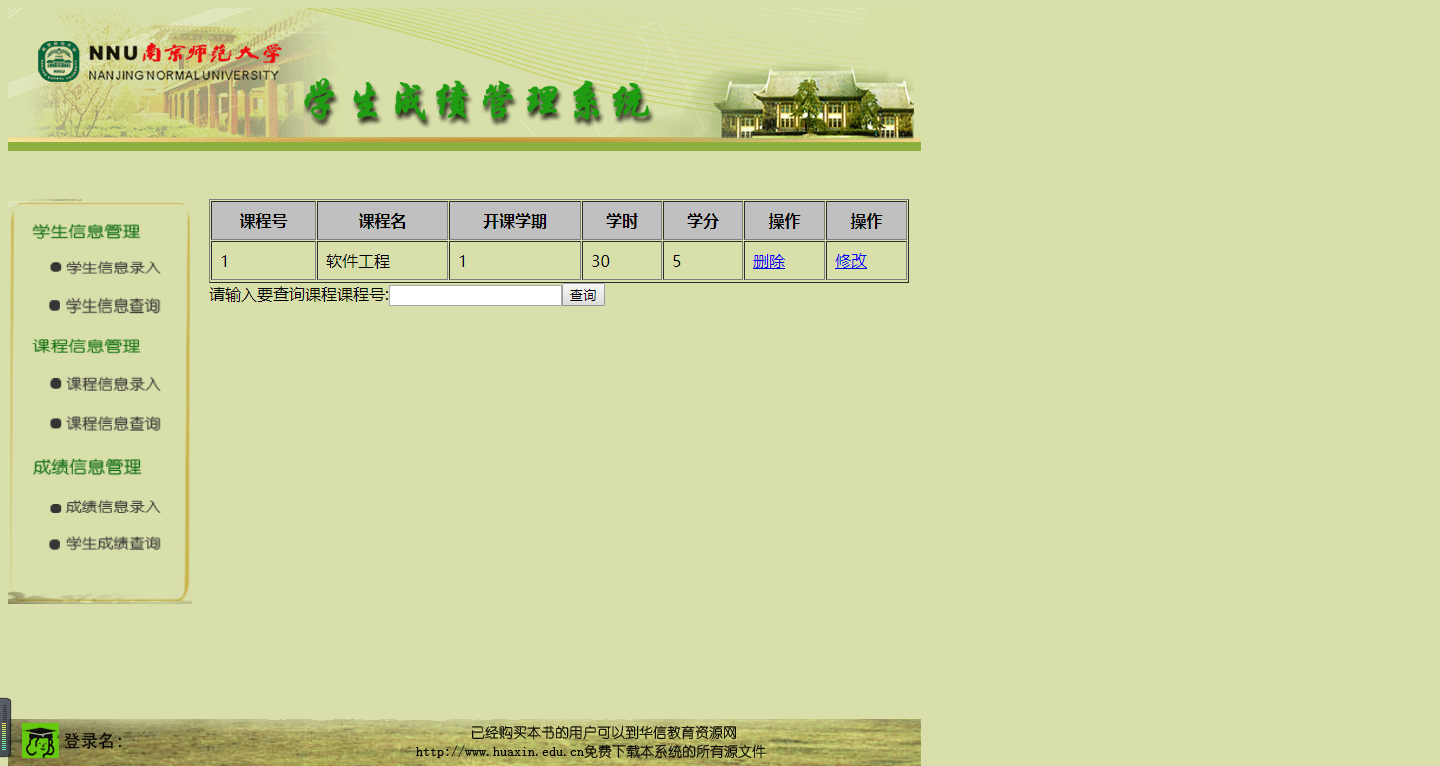 NNU南京师范大学
NANJING NORMAL UNIVERSITY
学生成绩管理系统
学生信息管理
学生信息录入
学生信息查询
课程信息管理
课程信息录入
课程信息查询
成绩信息管理
成绩信息录入
学生成绩查询
课程号 课程名 开课学期 学时 学分 操作 操作
1 软件工程 1 30 5 删除 修改
请输入要查询课程课程号: 查询
登录名:
已经购买本书的用户可以到华信教育资源网
http://www.huaxin.edu.cn免费下载本系统的所有源文件